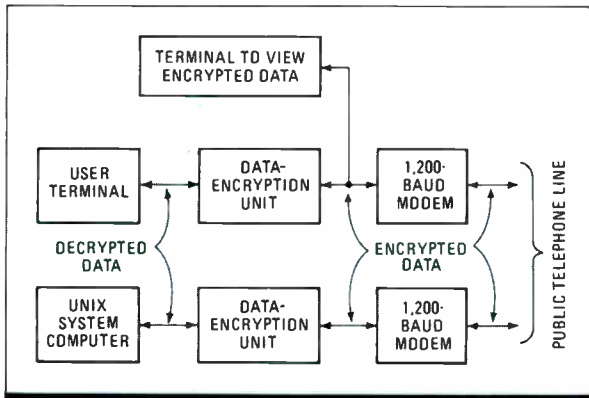 TERMINAL TO VIEW
ENCRYPTED DATA
USER
TERMINAL
DATA-
ENCRYPTION
UNIT
1,200-
BAUD
MODEM
DECRYPTED
DATA
ENCRYPTED
DATA
UNIX
SYSTEM
COMPUTER
DATA-
ENCRYPTION
UNIT
1,200-
BAUD
MODEM
PUBLIC TELEPHONE LINE